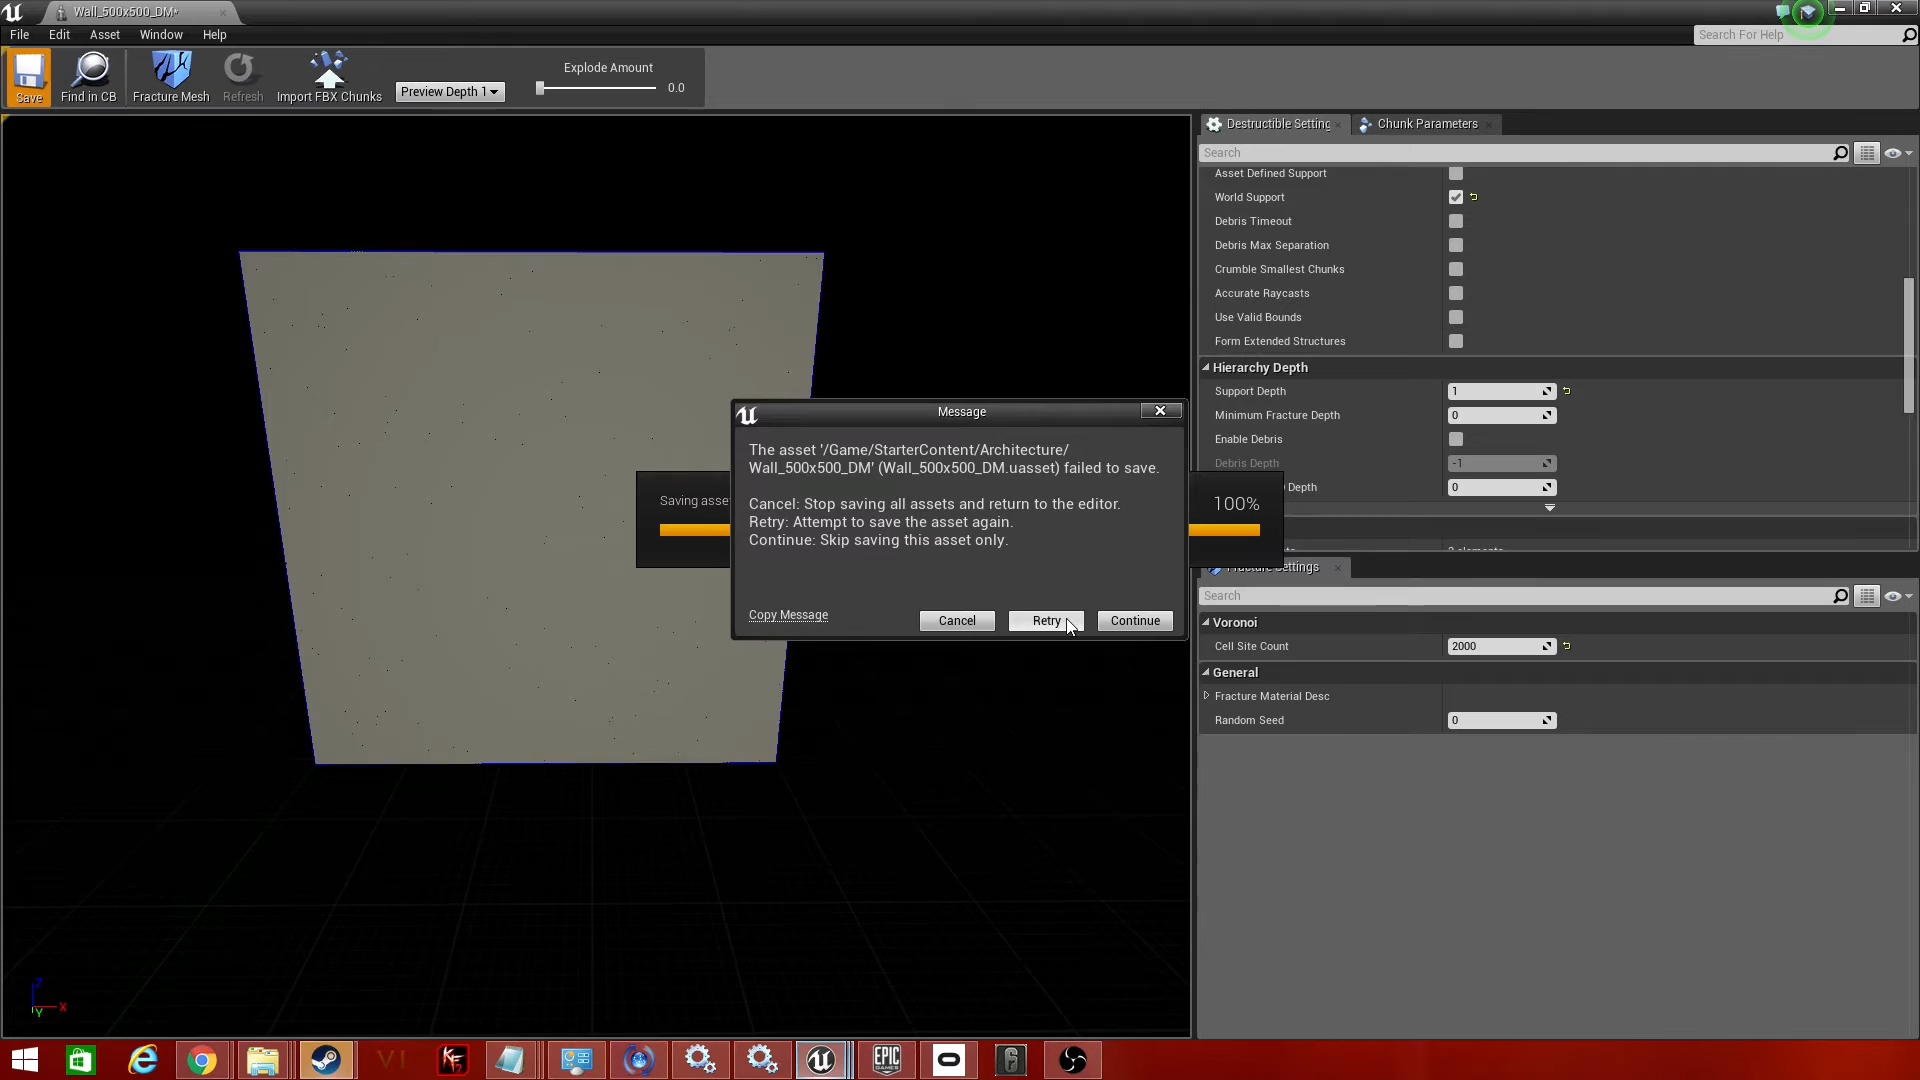 Wall_500x500_DM*
File Edit Asset Window Help
Search For Help
Save
Find in CB
Fracture Mesh
Refresh
Import FBX Chunks
Preview Depth 1
Explode Amount
0.0
Destructible Setting
Chunk Parameters
Search
Asset Defined Support
World Support
Debris Timeout
Debris Max Separation
Crumble Smallest Chunks
Accurate Raycasts
Use Valid Bounds
Form Extended Structures
Hierarchy Depth
Support Depth 1
Minimum Fracture Depth 0
Enable Debris
Debris Depth -1
Depth 0
Saving asse
100%
Message
The asset '/Game/StarterContent/Architecture/
Wall_500x500_DM' (Wall_500x500_DM.uasset) failed to save.
Cancel: Stop saving all assets and return to the editor.
Retry: Attempt to save the asset again.
Continue: Skip saving this asset only.
Copy Message
Cancel
Retry
Continue
Fracture Settings
Search
Voronoi
Cell Site Count 2000
General
Fracture Material Desc
Random Seed 0
Z
X
Y
VI
EPIC
GAMES
6